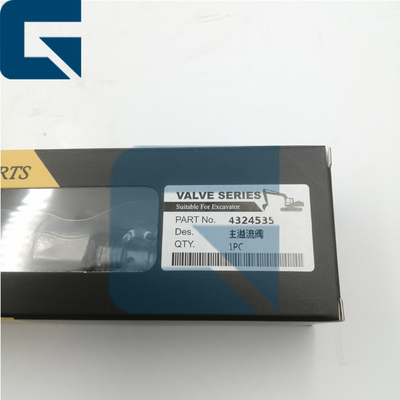 RTS
VALVE SERIES
Suitable For Excavator
PART No. 4324535
Des. 主溢流阀
QTY. 1PC